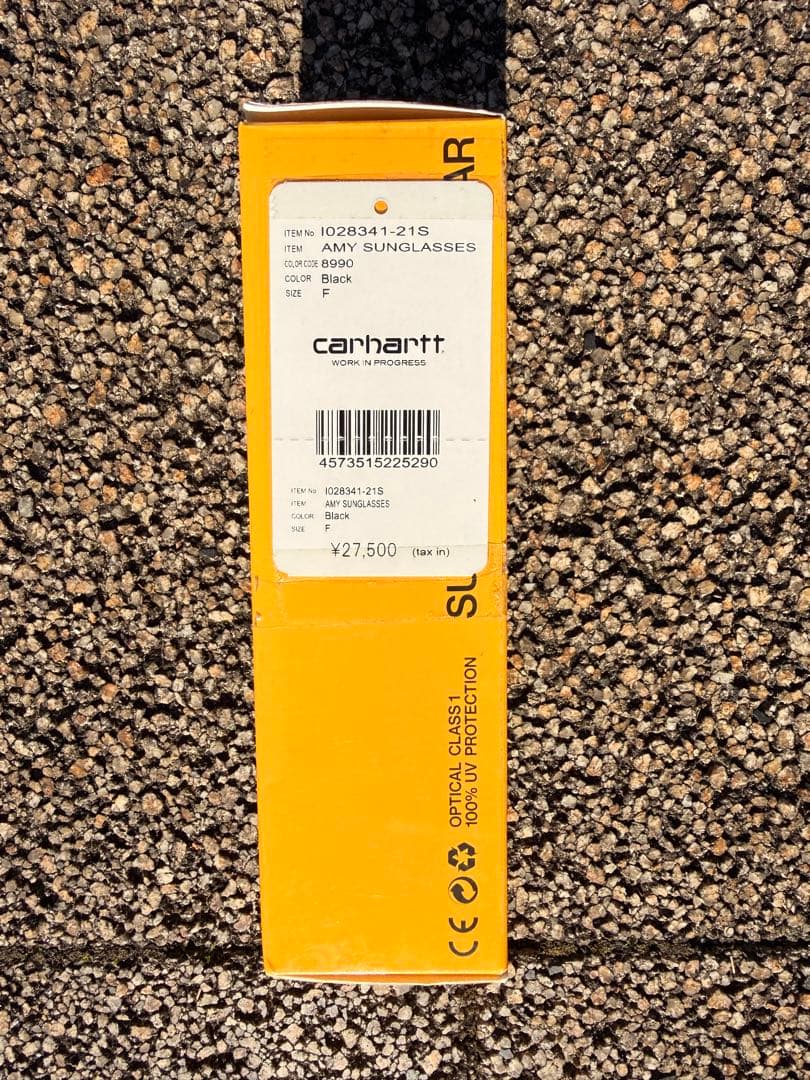 ITEM No I028341-21S
ITEM AMY SUNGLASSES
COLOR CODE 8990
COLOR Black
SIZE F
carhartt
WORK IN PROGRESS
4573515225290
ITEM No I028341-21S
ITEM AMY SUNGLASSES
COLOR Black
SIZE F
¥27,500 (tax in)
SU AR
OPTICAL CLASS 1
100% UV PROTECTION
CE